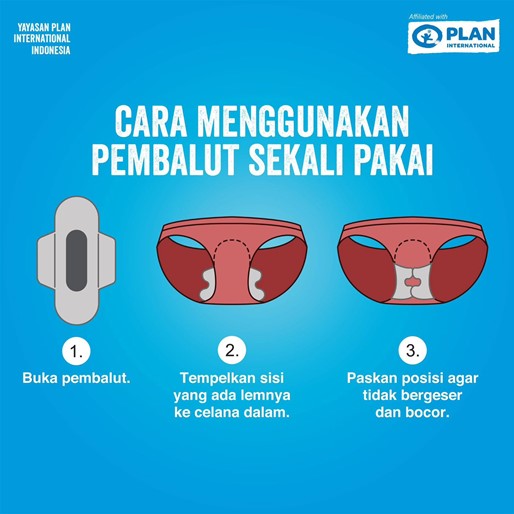 YAYASAN PLAN
INTERNATIONAL
INDONESIA
Affiliated with
PLAN
INTERNATIONAL
CARA MENGGUNAKAN
PEMBALUT SEKALI PAKAI
1.
Buka pembalut.
2.
Tempelkan sisi
yang ada lemnya
ke celana dalam.
3.
Paskan posisi agar
tidak bergeser
dan bocor.